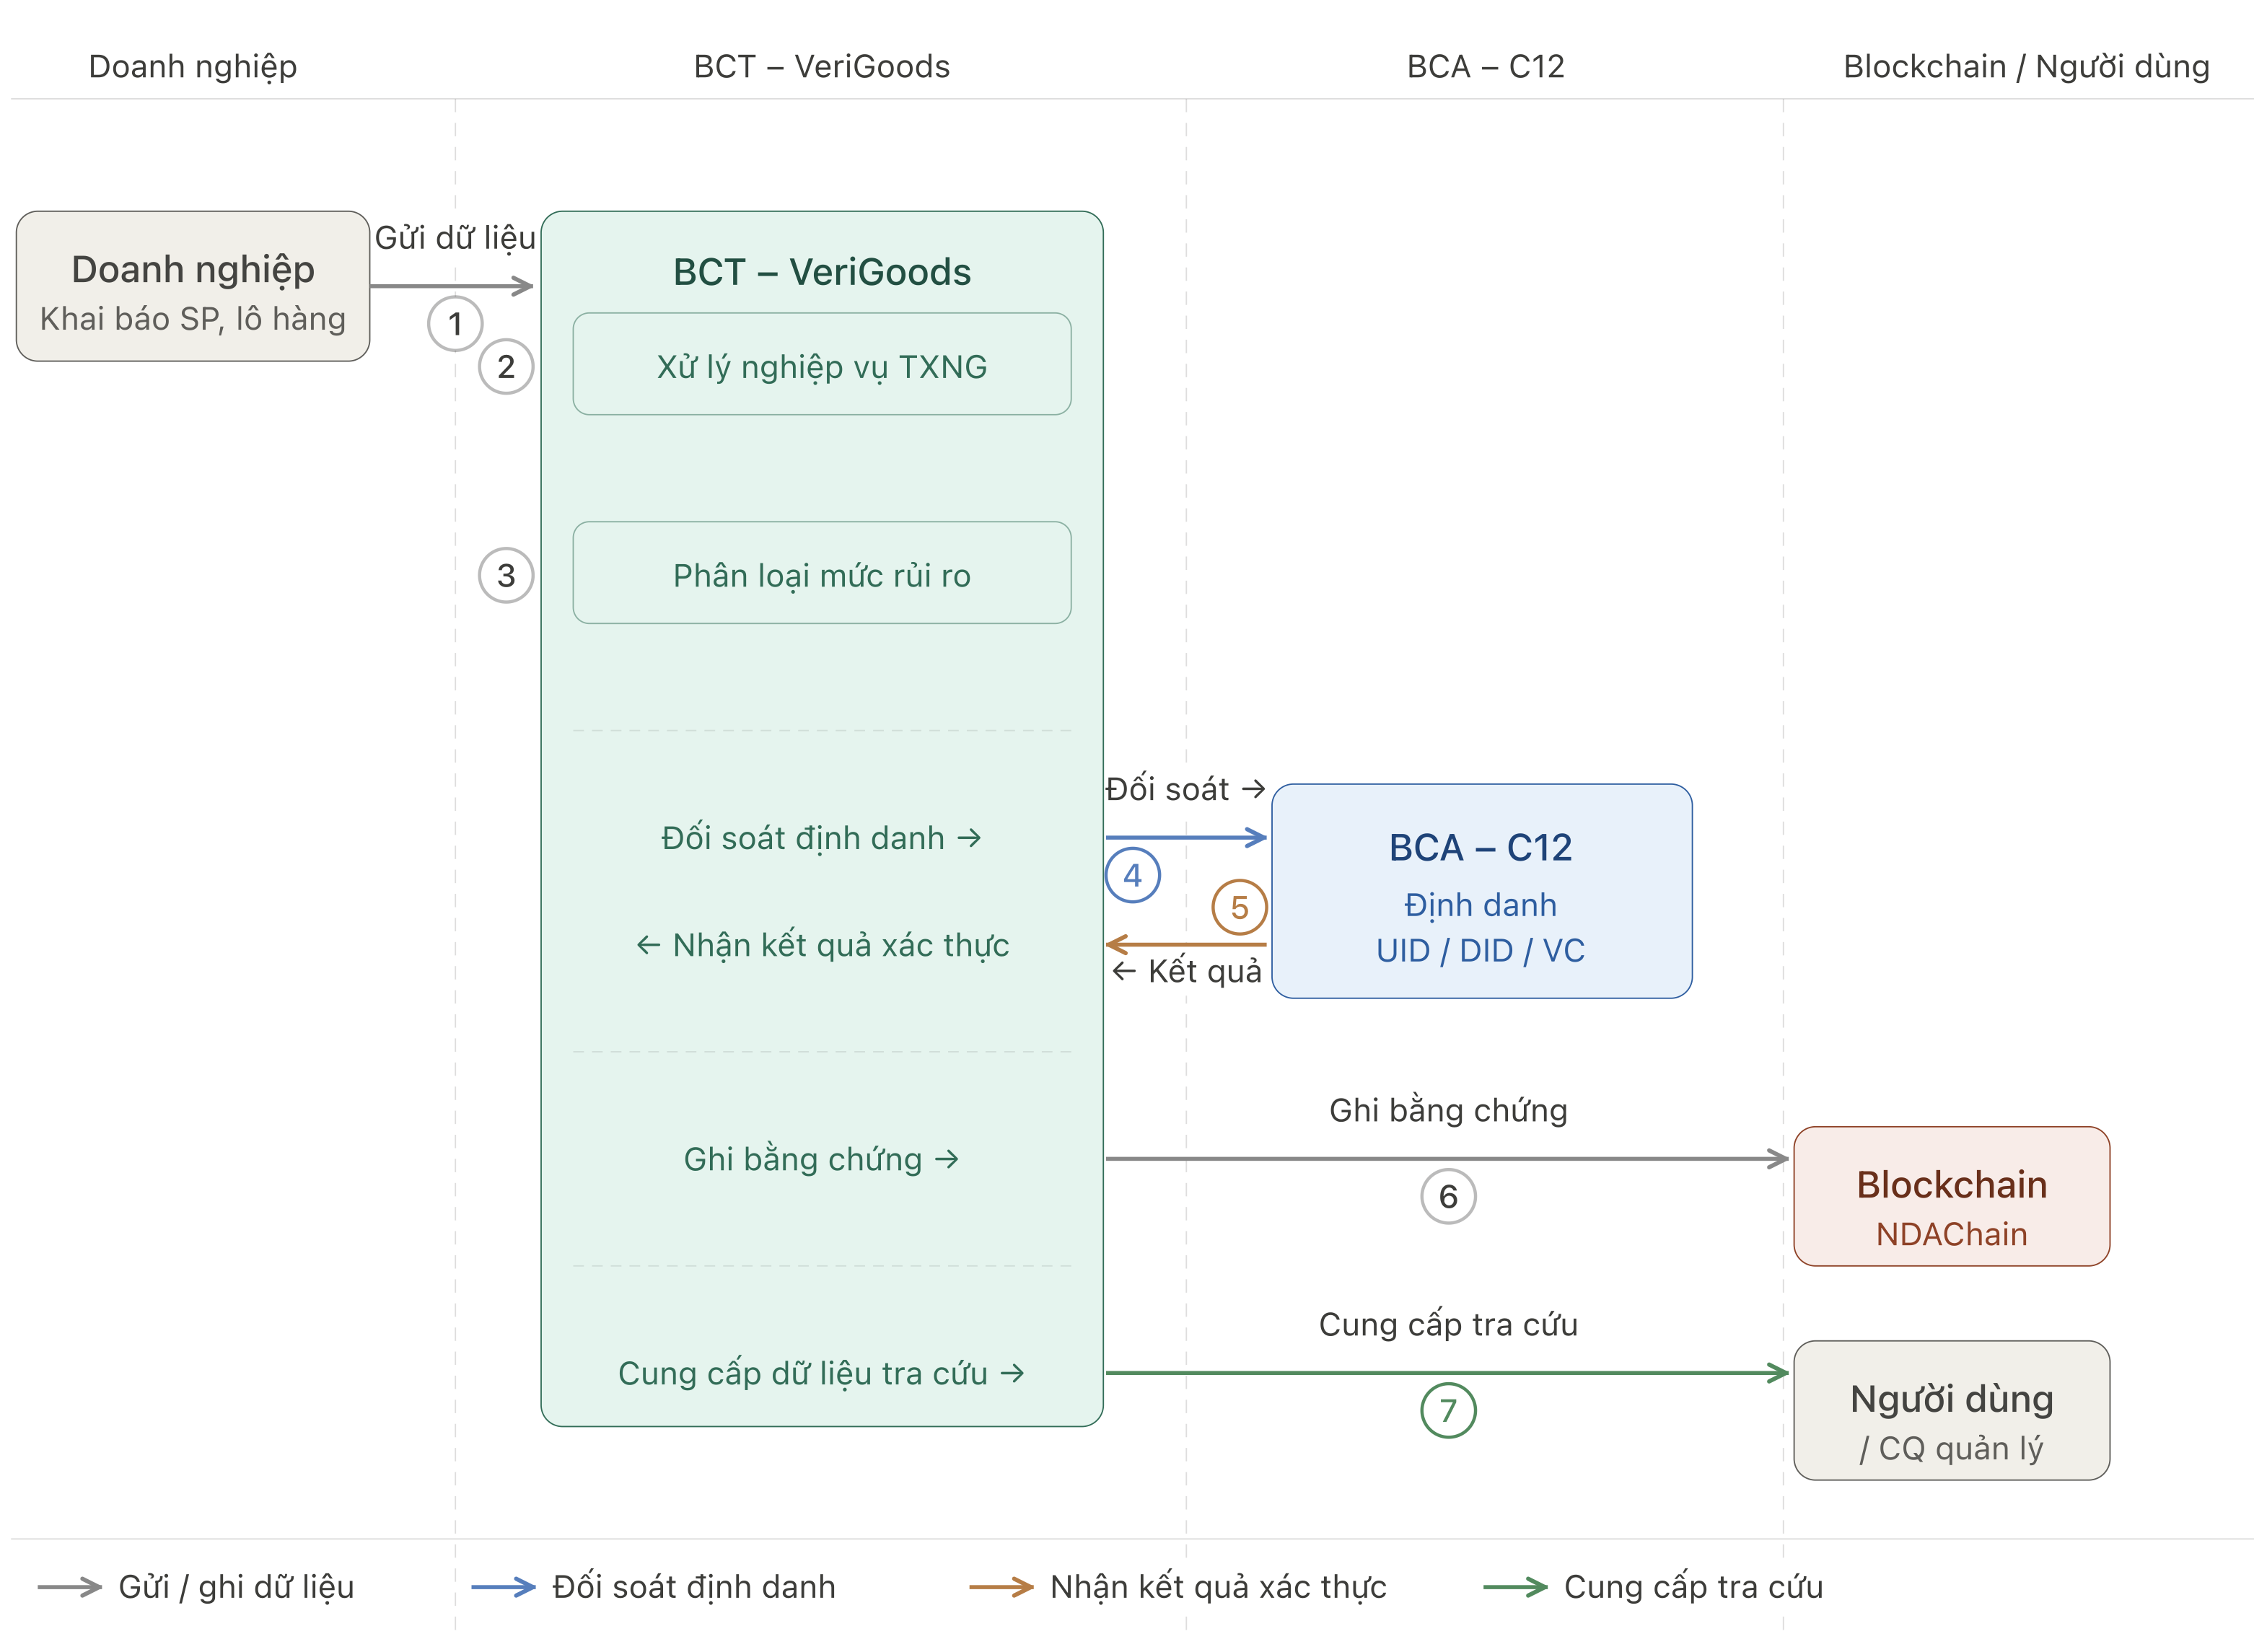 Doanh nghiệp
BCT – VeriGoods
BCA – C12
Blockchain / Người dùng
Doanh nghiệp
Khai báo SP, lô hàng
Gửi dữ liệu
1
BCT – VeriGoods
2
Xử lý nghiệp vụ TXNG
3
Phân loại mức rủi ro
Đối soát →
Đối soát định danh →
4
BCA – C12
Định danh
UID / DID / VC
5
← Nhận kết quả xác thực
← Kết quả
Ghi bằng chứng
Ghi bằng chứng →
6
Blockchain
NDAChain
Cung cấp tra cứu
Cung cấp dữ liệu tra cứu →
7
Người dùng
/ CQ quản lý
Gửi / ghi dữ liệu
Đối soát định danh
Nhận kết quả xác thực
Cung cấp tra cứu